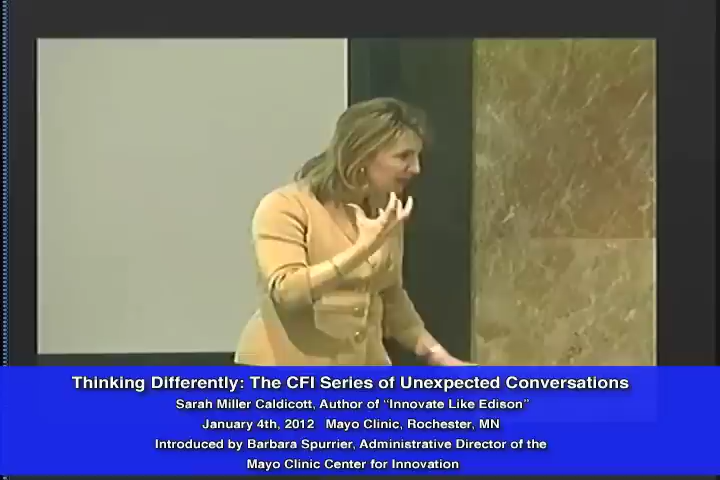 Thinking Differently: The CFI Series of Unexpected Conversations
Sarah Miller Caldicott, Author of “Innovate Like Edison”
January 4th, 2012 Mayo Clinic, Rochester, MN
Introduced by Barbara Spurrier, Administrative Director of the
Mayo Clinic Center for Innovation